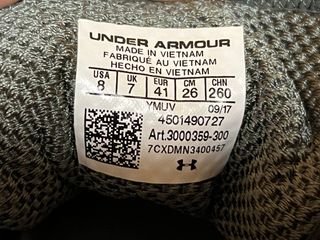 UNDER ARMOUR
MADE IN VIETNAM
FABRIQUÉ AU VIETNAM
HECHO EN VIETNAM
USA UK EUR CM CHN
8 7 41 26 260
YMUV 09/17
4501490727
Art.3000359-300
7CXDMN3400457